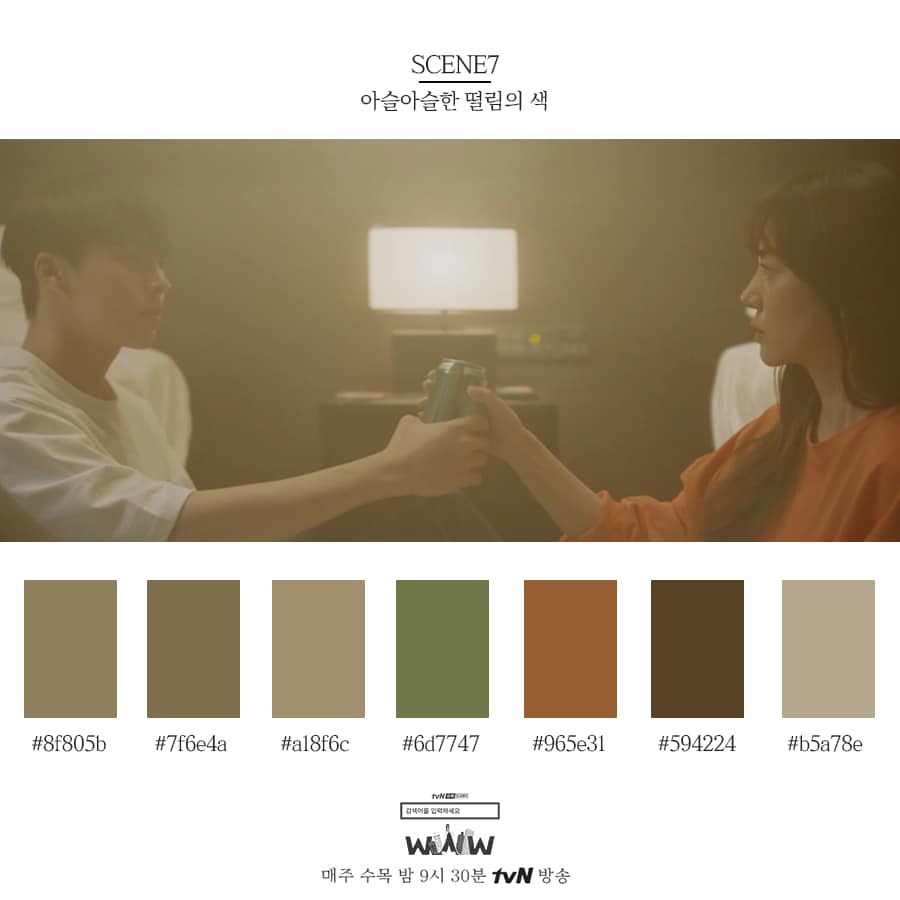 SCENE7
아슬아슬한 떨림의 색
#8f805b #7f6e4a #a18f6c #6d7747 #965e31 #594224 #b5a78e
tvN
검색어를 입력하세요
WWW
매주 수목 밤 9시 30분 tvN 방송